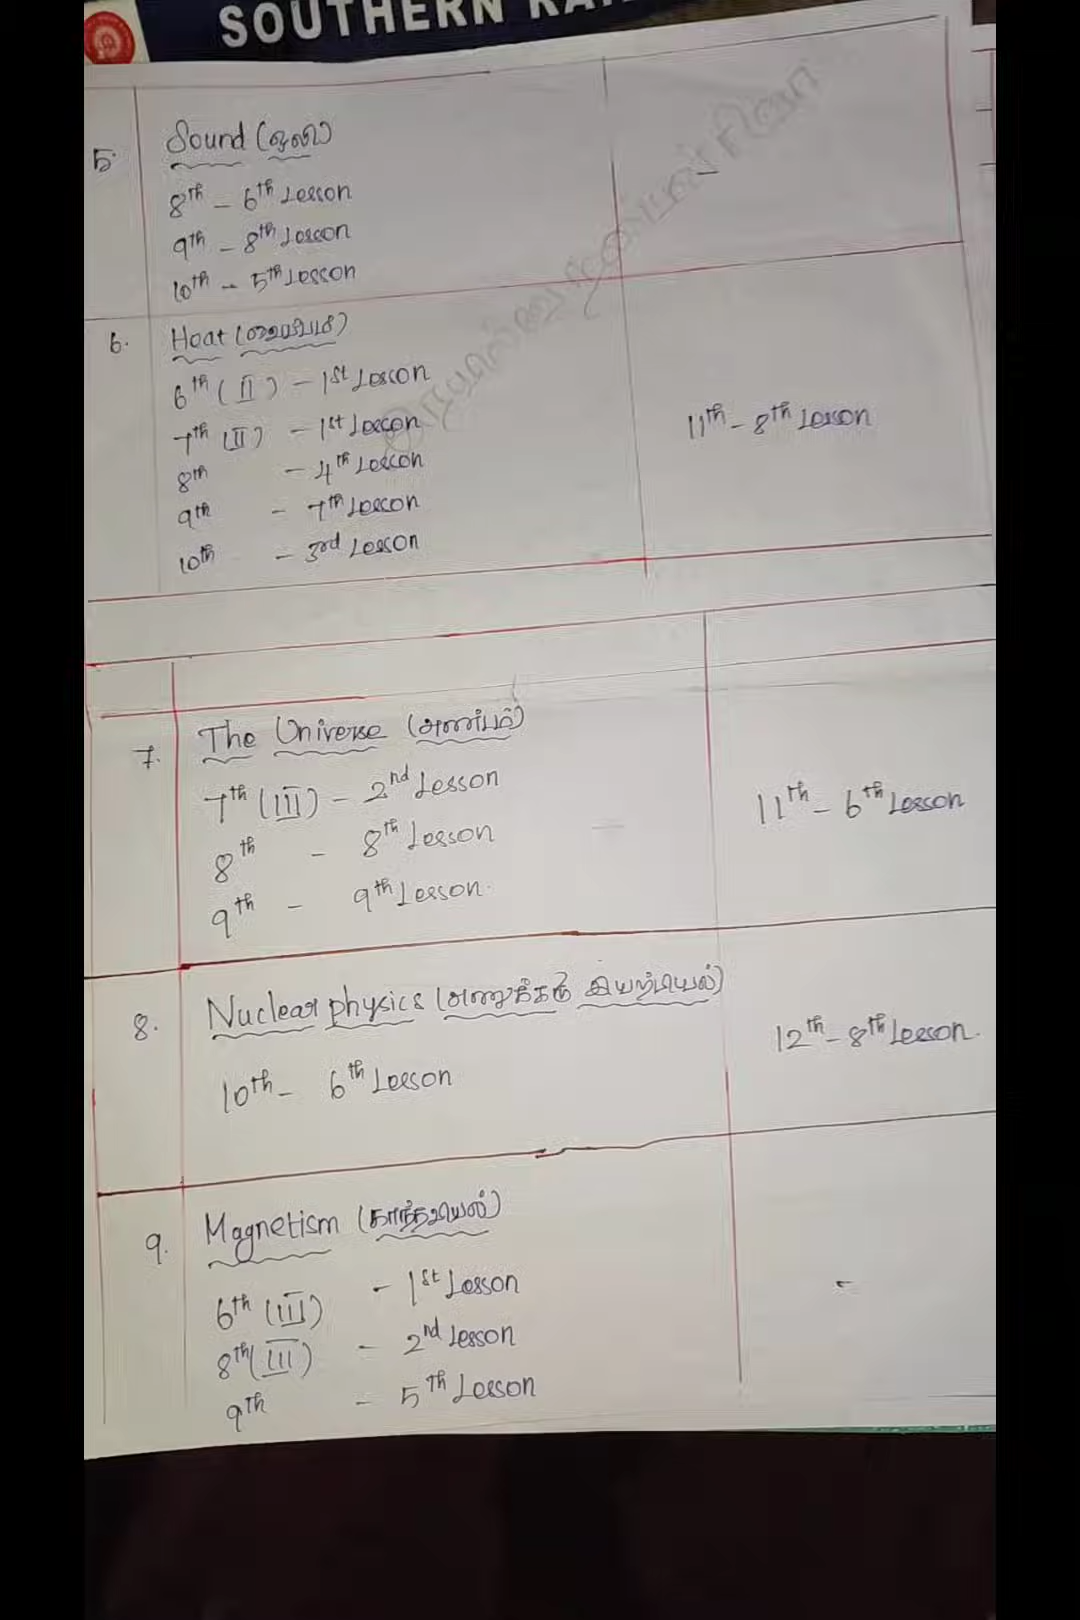 SOUTHERN
5. Sound (ஒலி)
8th - 6th Lesson
9th - 8th Lesson
10th - 5th Lesson
-
6. Heat (வெப்பம்)
6th (II) - 1st Lesson
7th (II) - 1st Lesson
8th - 4th Lesson
9th - 7th Lesson
10th - 3rd Lesson
11th - 8th Lesson
7. The Universe (அண்டம்)
7th (III) - 2nd Lesson
8th - 8th Lesson
9th - 9th Lesson.
11th - 6th Lesson
8. Nuclear physics (அணுக்கரு இயற்பியல்)
10th - 6th Lesson
12th - 8th Lesson.
9. Magnetism (காந்தவியல்)
6th (III) - 1st Lesson
8th (III) - 2nd Lesson
9th - 5th Lesson
-